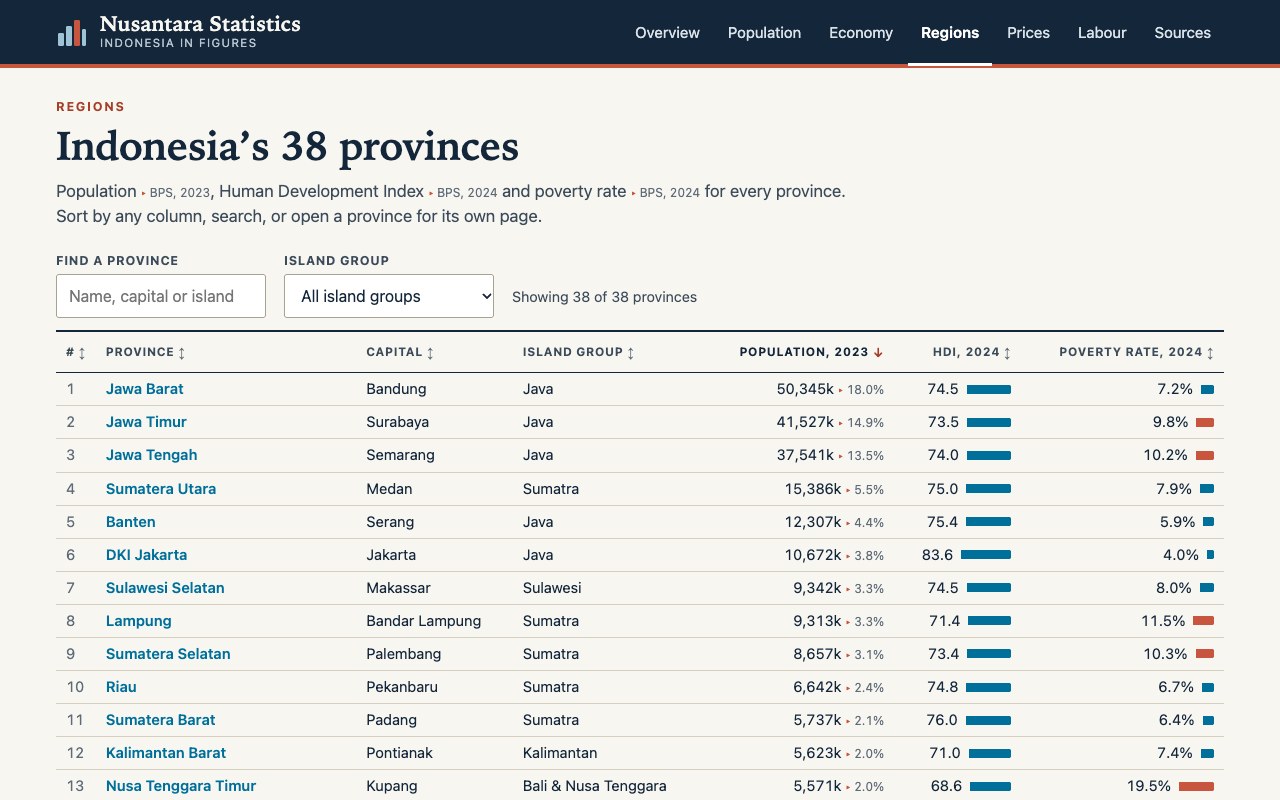 Nusantara Statistics
INDONESIA IN FIGURES
Overview Population Economy Regions Prices Labour Sources
REGIONS
Indonesia’s 38 provinces
Population ▸ BPS, 2023, Human Development Index ▸ BPS, 2024 and poverty rate ▸ BPS, 2024 for every province.
Sort by any column, search, or open a province for its own page.
FIND A PROVINCE ISLAND GROUP
Name, capital or island All island groups Showing 38 of 38 provinces
# ↕ PROVINCE ↕ CAPITAL ↕ ISLAND GROUP ↕ POPULATION, 2023 ↓ HDI, 2024 ↕ POVERTY RATE, 2024 ↕
1 Jawa Barat Bandung Java 50,345k ▸ 18.0% 74.5 7.2%
2 Jawa Timur Surabaya Java 41,527k ▸ 14.9% 73.5 9.8%
3 Jawa Tengah Semarang Java 37,541k ▸ 13.5% 74.0 10.2%
4 Sumatera Utara Medan Sumatra 15,386k ▸ 5.5% 75.0 7.9%
5 Banten Serang Java 12,307k ▸ 4.4% 75.4 5.9%
6 DKI Jakarta Jakarta Java 10,672k ▸ 3.8% 83.6 4.0%
7 Sulawesi Selatan Makassar Sulawesi 9,342k ▸ 3.3% 74.5 8.0%
8 Lampung Bandar Lampung Sumatra 9,313k ▸ 3.3% 71.4 11.5%
9 Sumatera Selatan Palembang Sumatra 8,657k ▸ 3.1% 73.4 10.3%
10 Riau Pekanbaru Sumatra 6,642k ▸ 2.4% 74.8 6.7%
11 Sumatera Barat Padang Sumatra 5,737k ▸ 2.1% 76.0 6.4%
12 Kalimantan Barat Pontianak Kalimantan 5,623k ▸ 2.0% 71.0 7.4%
13 Nusa Tenggara Timur Kupang Bali & Nusa Tenggara 5,571k ▸ 2.0% 68.6 19.5%